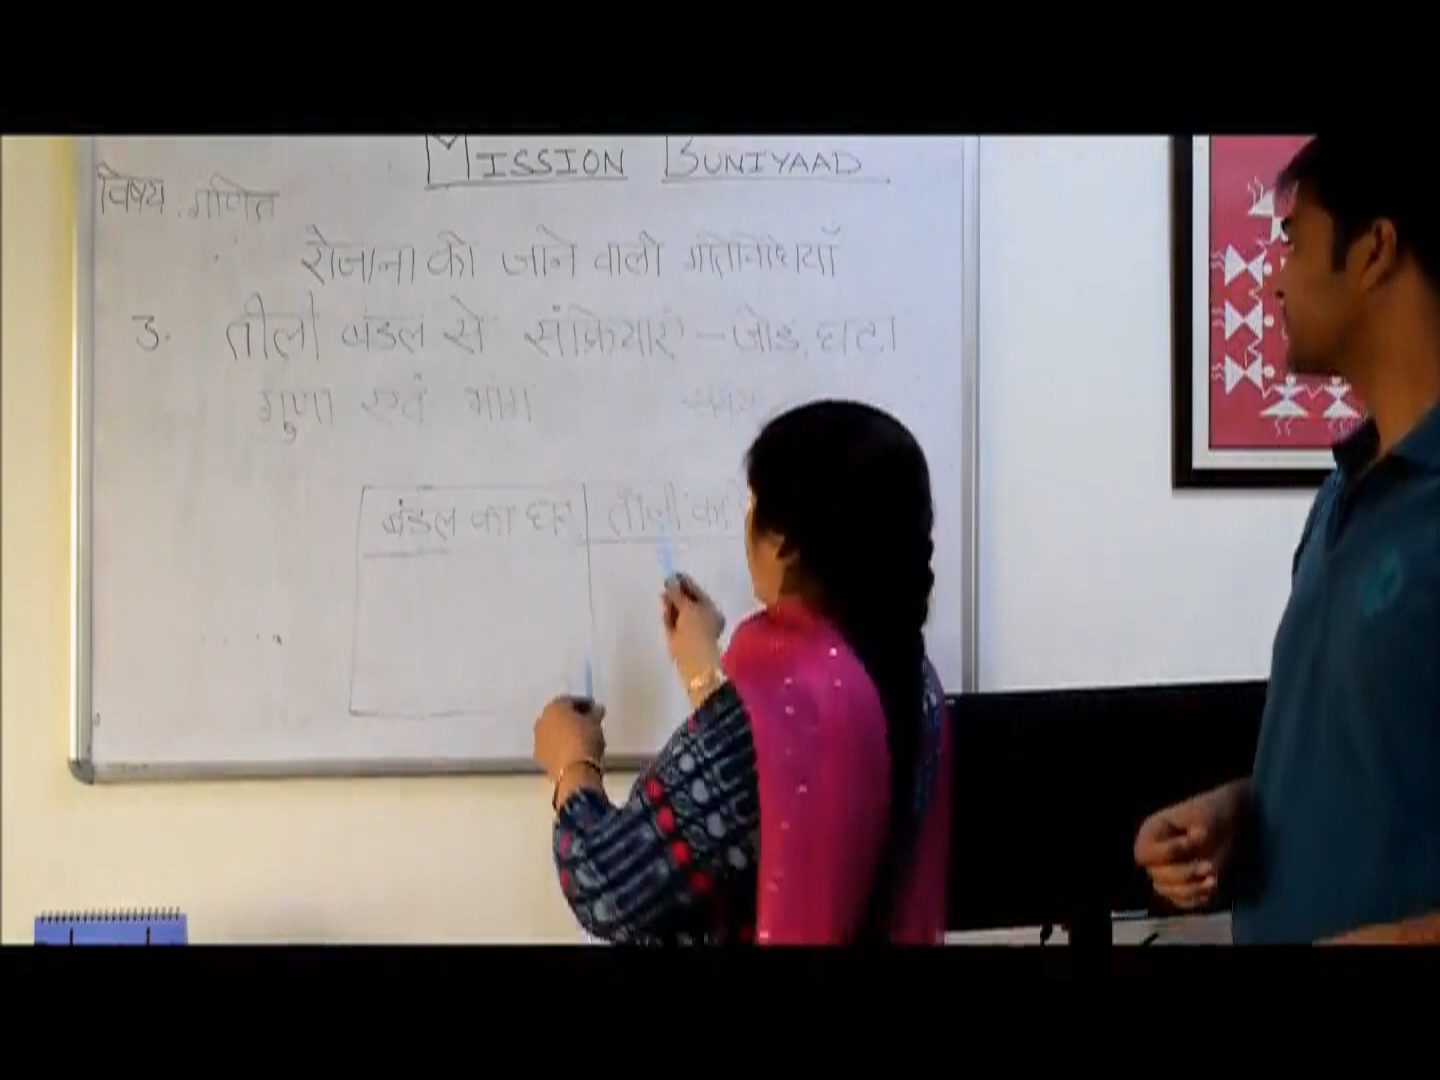 MISSION BUNIYAAD
विषय . गणित
रोजाना की जाने वाली गतिविधियाँ
3. तीली बंडल से संक्रियाएं - जोड़, घटा
गुणा एवं भाग
बंडल का घर तीली का